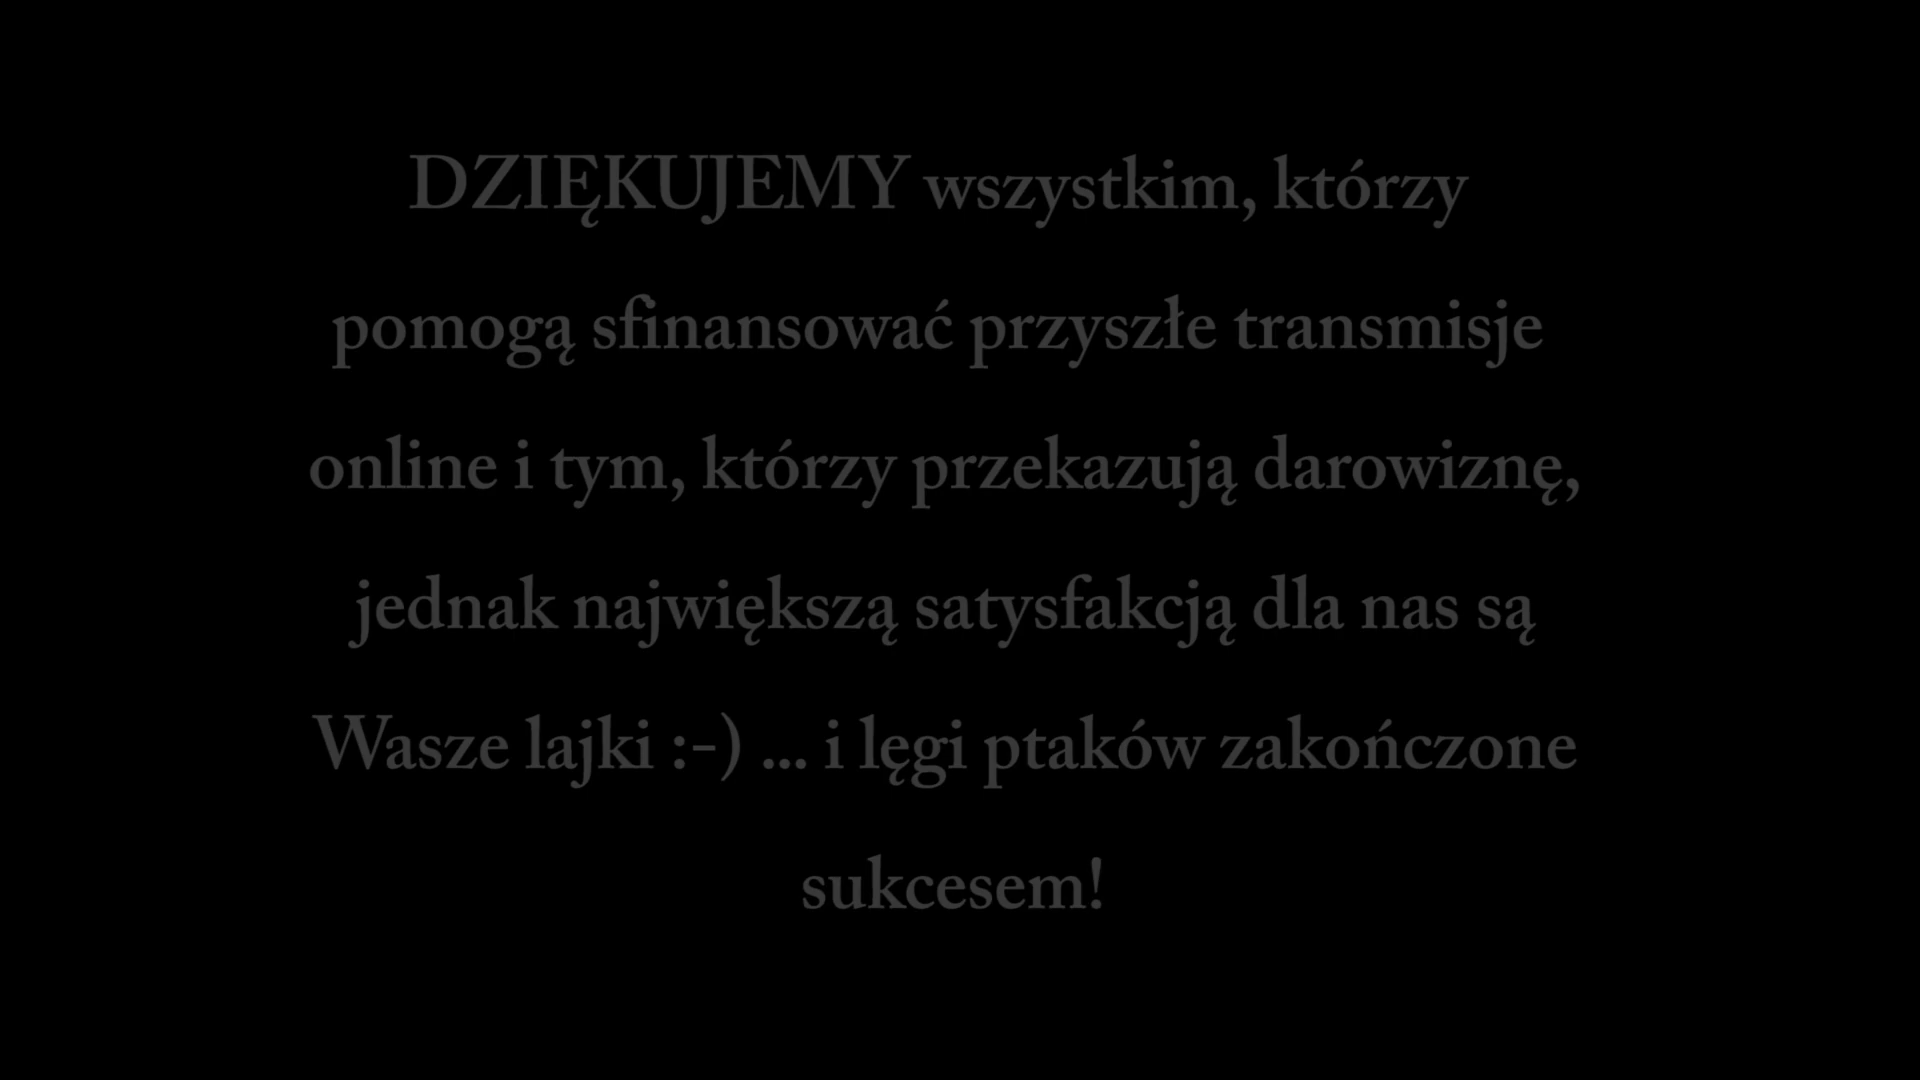 DZIĘKUJEMY wszystkim, którzy
pomogą sfinansować przyszłe transmisje
online i tym, którzy przekazują darowiznę,
jednak największą satysfakcją dla nas są
Wasze lajki :-) ... i lęgi ptaków zakończone
sukcesem!